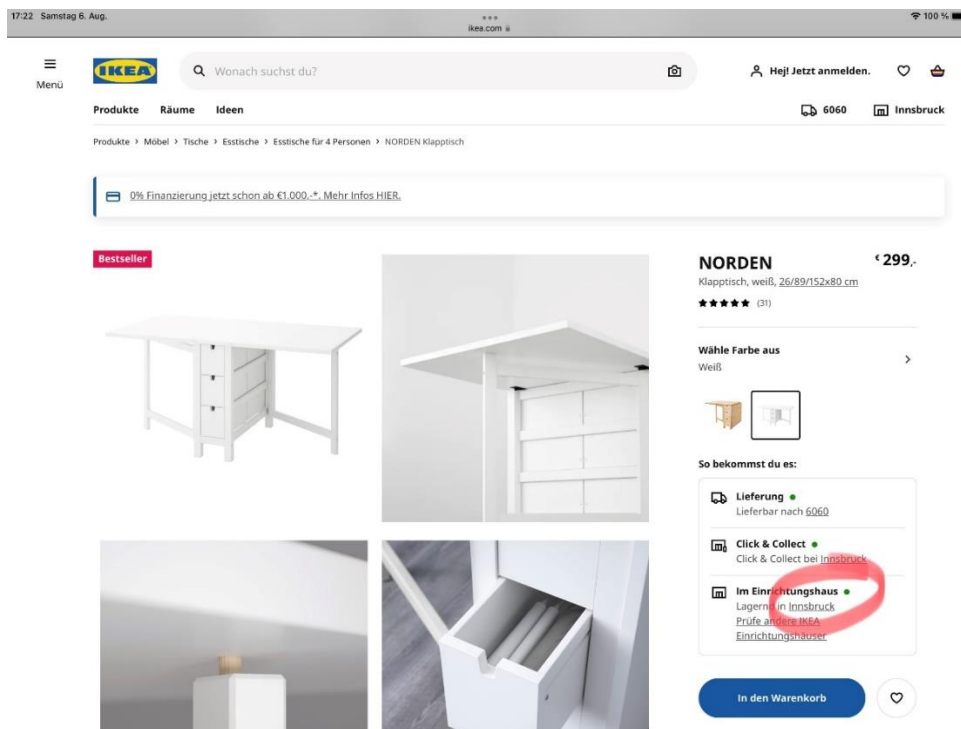 17:22 Samstag 6. Aug.
ikea.com
100 %
Menü
IKEA
Wonach suchst du?
Hej! Jetzt anmelden.
Produkte Räume Ideen
6060 Innsbruck
Produkte > Möbel > Tische > Esstische > Esstische für 4 Personen > NORDEN Klapptisch
0% Finanzierung jetzt schon ab €1.000,-*. Mehr Infos HIER.
Bestseller
NORDEN €299,-
Klapptisch, weiß, 26/89/152x80 cm
(31)
Wähle Farbe aus
Weiß
So bekommst du es:
Lieferung
Lieferbar nach 6060
Click & Collect
Click & Collect bei Innsbruck
Im Einrichtungshaus
Lagernd in Innsbruck
Prüfe andere IKEA
Einrichtungshäuser
In den Warenkorb